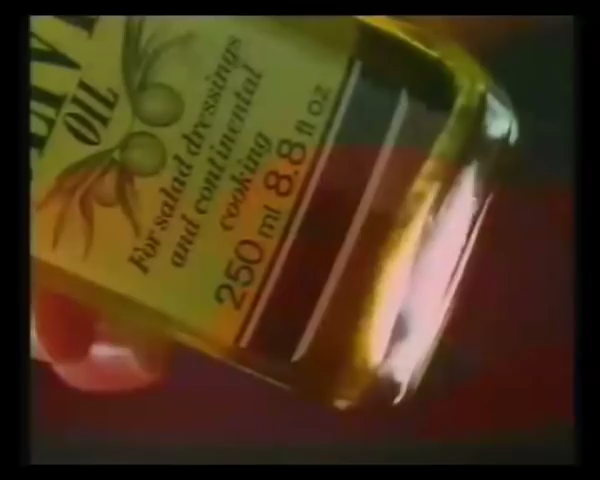 OIL
For salad dressings
and continental
cooking
250 ml 8.8 fl oz